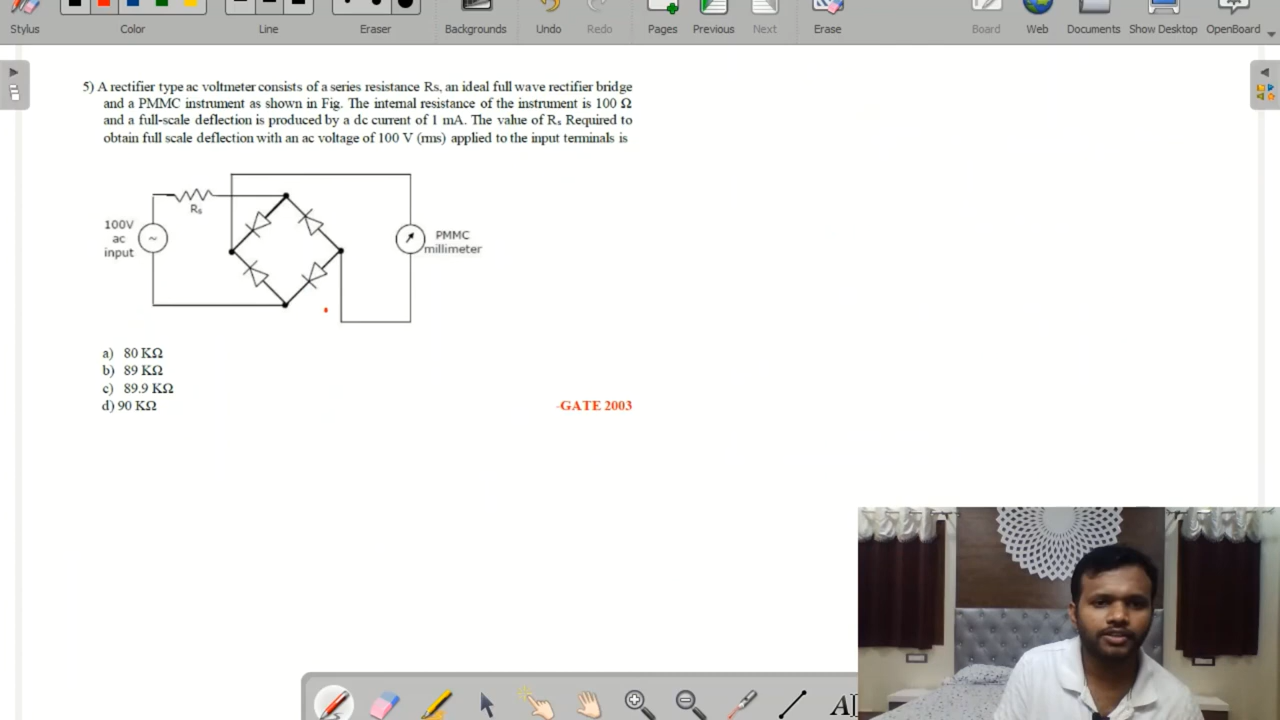 Stylus
Color
Line
Eraser
Backgrounds
Undo
Redo
Pages
Previous
Next
Erase
Board
Web
Documents
Show Desktop
OpenBoard
5) A rectifier type ac voltmeter consists of a series resistance Rs, an ideal full wave rectifier bridge
and a PMMC instrument as shown in Fig. The internal resistance of the instrument is 100 Ω
and a full-scale deflection is produced by a dc current of 1 mA. The value of Rs Required to
obtain full scale deflection with an ac voltage of 100 V (rms) applied to the input terminals is
Rs
100V
ac
input
~
PMMC
millimeter
a) 80 KΩ
b) 89 KΩ
c) 89.9 KΩ
d) 90 KΩ
-GATE 2003
A